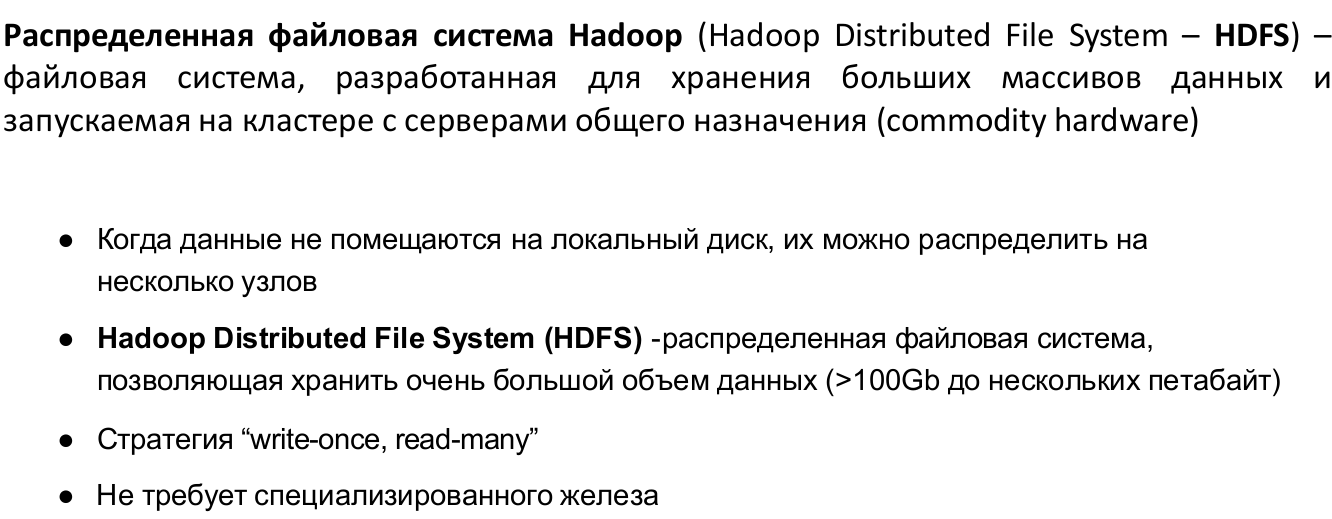 Распределенная файловая система Hadoop (Hadoop Distributed File System – HDFS) –
файловая система, разработанная для хранения больших массивов данных и
запускаемая на кластере с серверами общего назначения (commodity hardware)
● Когда данные не помещаются на локальный диск, их можно распределить на
несколько узлов
● Hadoop Distributed File System (HDFS) -распределенная файловая система,
позволяющая хранить очень большой объем данных (>100Gb до нескольких петабайт)
● Стратегия “write-once, read-many”
● Не требует специализированного железа